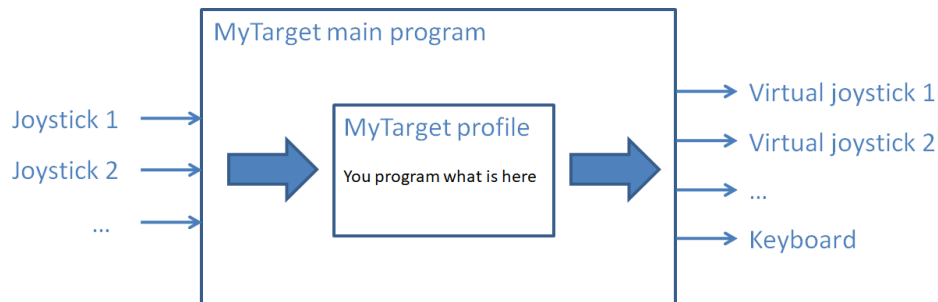 MyTarget main program
Joystick 1
Joystick 2
...
MyTarget profile
You program what is here
Virtual joystick 1
Virtual joystick 2
...
Keyboard